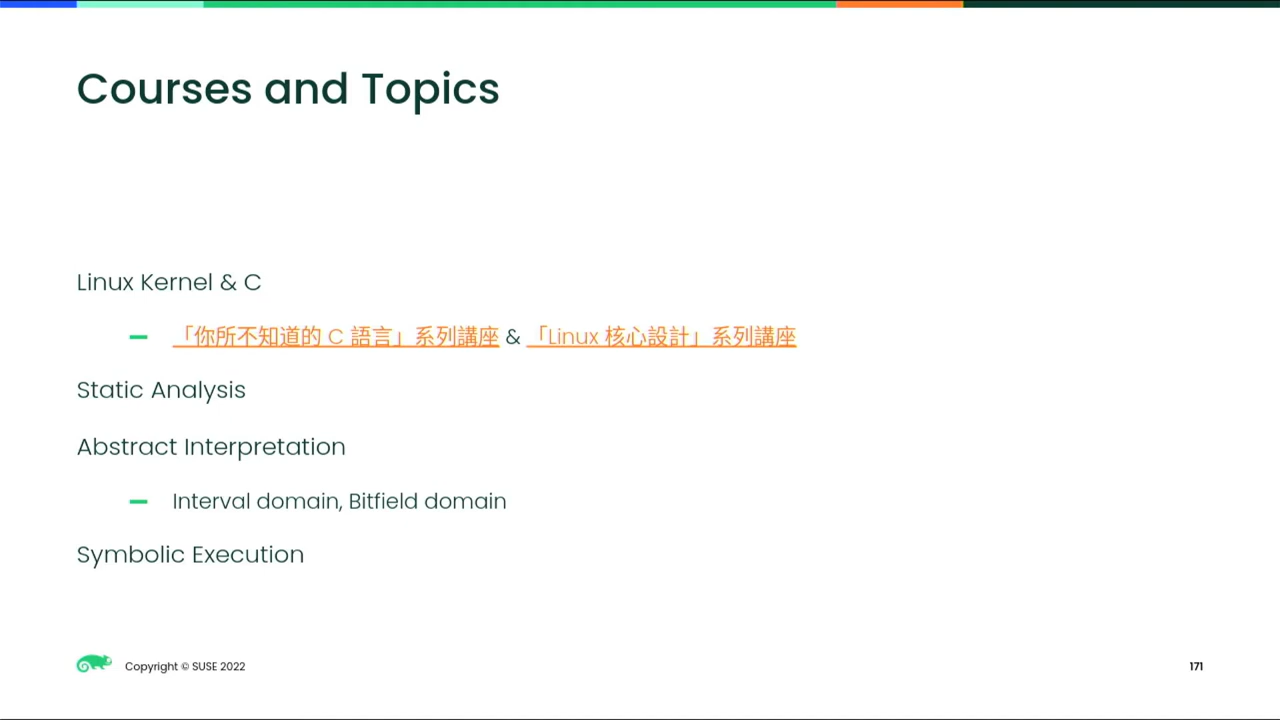 Courses and Topics
Linux Kernel & C
「你所不知道的 C 語言」系列講座 & 「Linux 核心設計」系列講座
Static Analysis
Abstract Interpretation
Interval domain, Bitfield domain
Symbolic Execution
Copyright © SUSE 2022
171